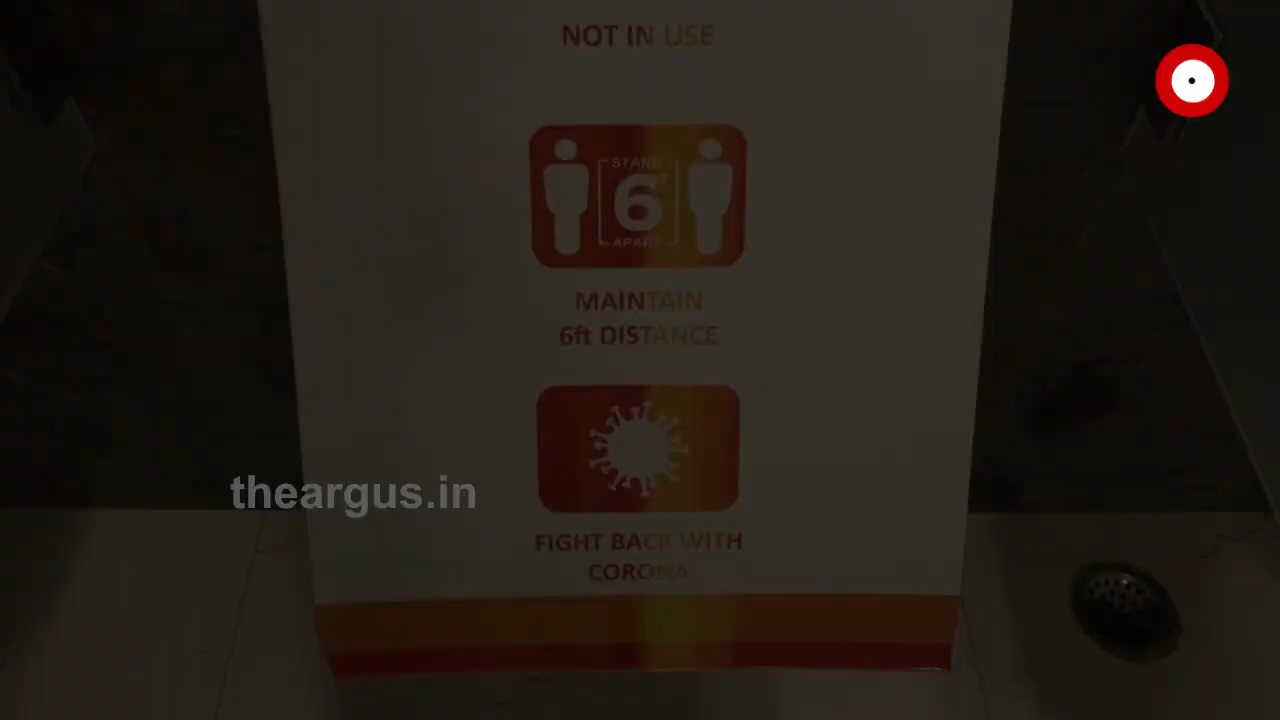 NOT IN USE
STAND
6
APART
MAINTAIN
6ft DISTANCE
theargus.in
FIGHT BACK WITH
CORONA